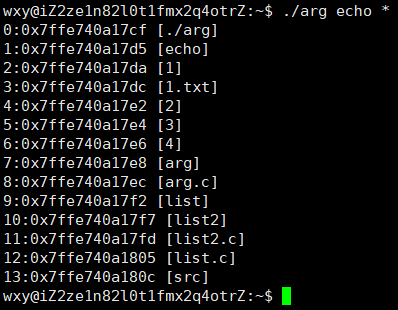 wxy@iZ2ze1n82l0t1fmx2q4otrZ:~$ ./arg echo *
0:0x7ffe740a17cf [./arg]
1:0x7ffe740a17d5 [echo]
2:0x7ffe740a17da [1]
3:0x7ffe740a17dc [1.txt]
4:0x7ffe740a17e2 [2]
5:0x7ffe740a17e4 [3]
6:0x7ffe740a17e6 [4]
7:0x7ffe740a17e8 [arg]
8:0x7ffe740a17ec [arg.c]
9:0x7ffe740a17f2 [list]
10:0x7ffe740a17f7 [list2]
11:0x7ffe740a17fd [list2.c]
12:0x7ffe740a1805 [list.c]
13:0x7ffe740a180c [src]
wxy@iZ2ze1n82l0t1fmx2q4otrZ:~$